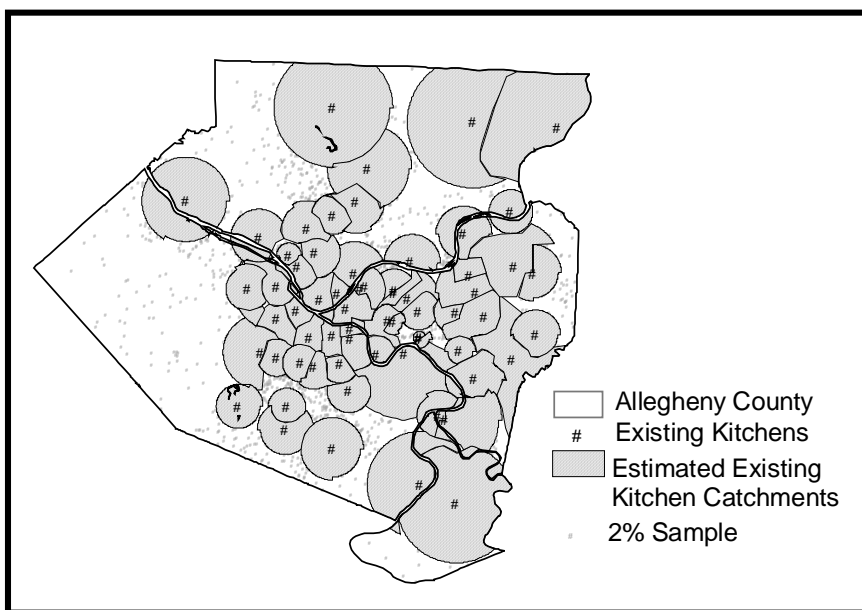 Allegheny County
# Existing Kitchens
Estimated Existing
Kitchen Catchments
# 2% Sample